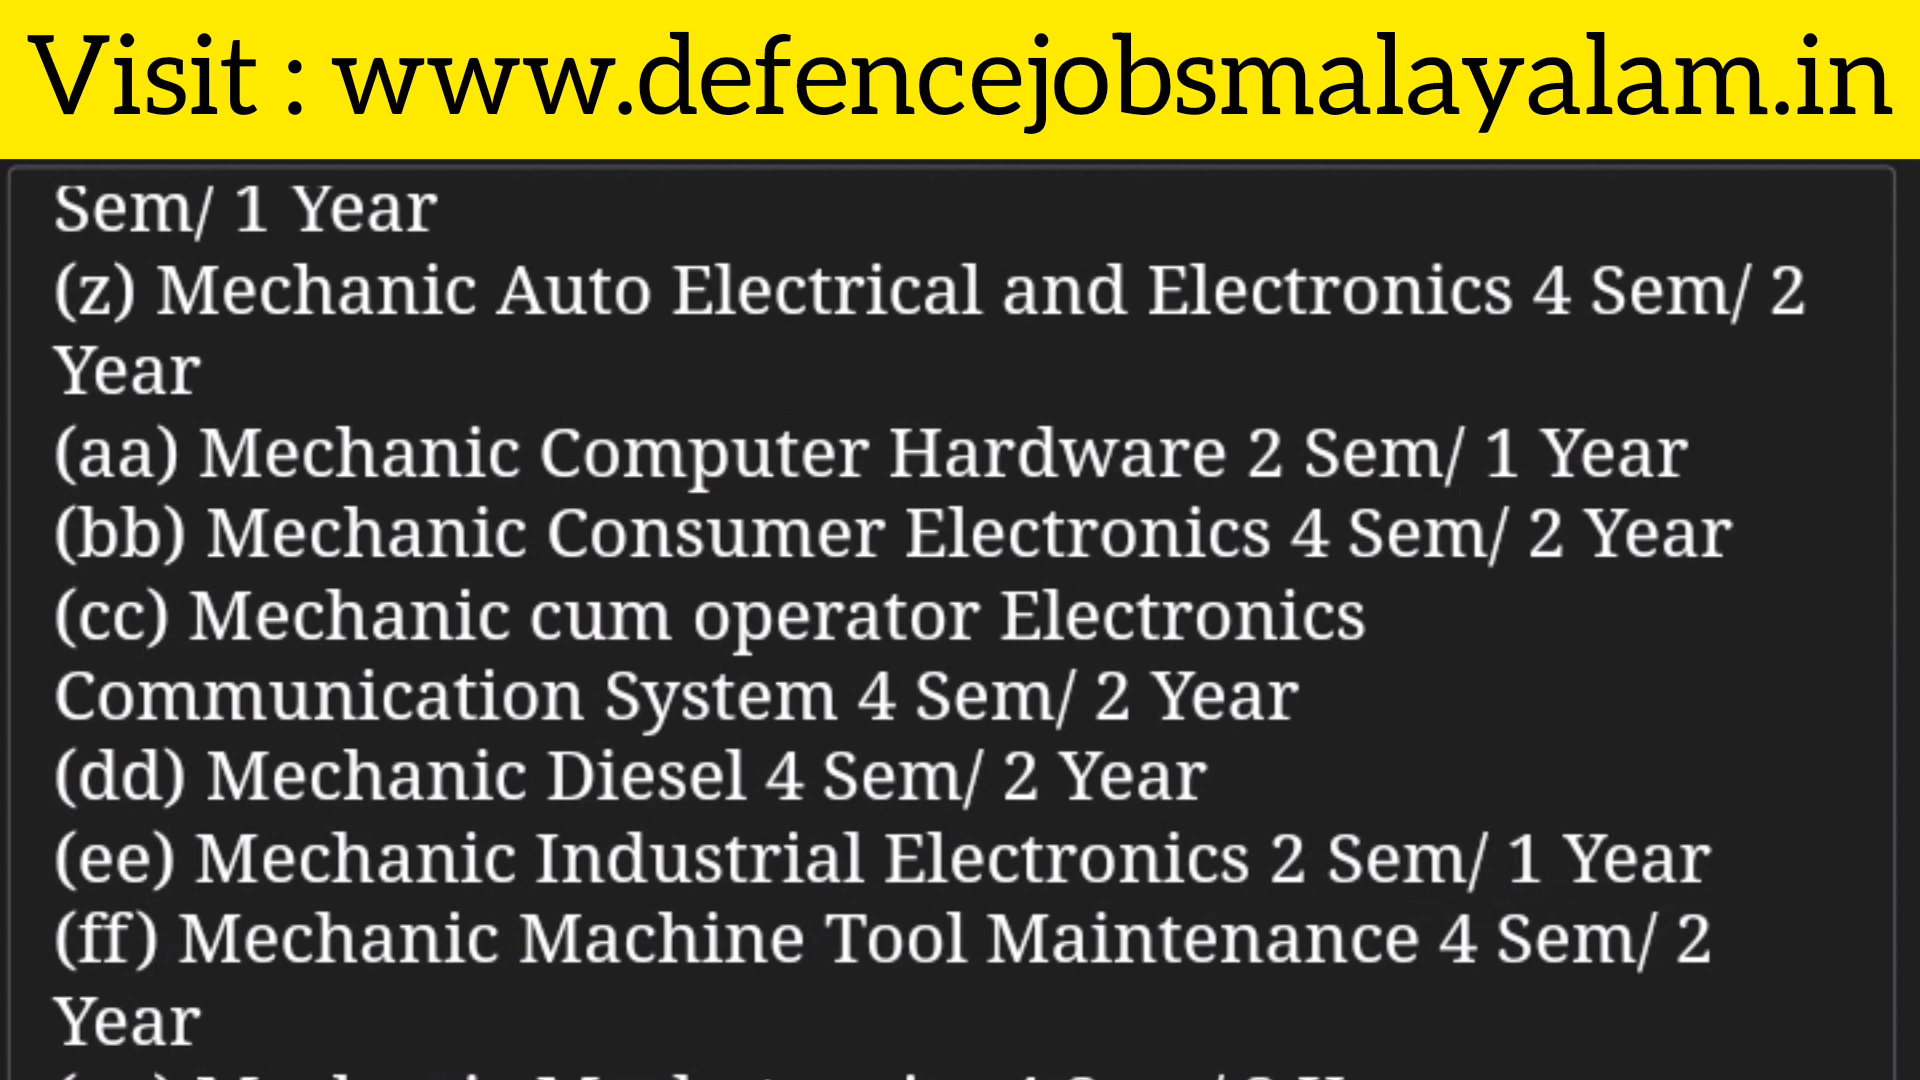 Visit : www.defencejobsmalayalam.in
Sem/ 1 Year
(z) Mechanic Auto Electrical and Electronics 4 Sem/ 2
Year
(aa) Mechanic Computer Hardware 2 Sem/ 1 Year
(bb) Mechanic Consumer Electronics 4 Sem/ 2 Year
(cc) Mechanic cum operator Electronics
Communication System 4 Sem/ 2 Year
(dd) Mechanic Diesel 4 Sem/ 2 Year
(ee) Mechanic Industrial Electronics 2 Sem/ 1 Year
(ff) Mechanic Machine Tool Maintenance 4 Sem/ 2
Year